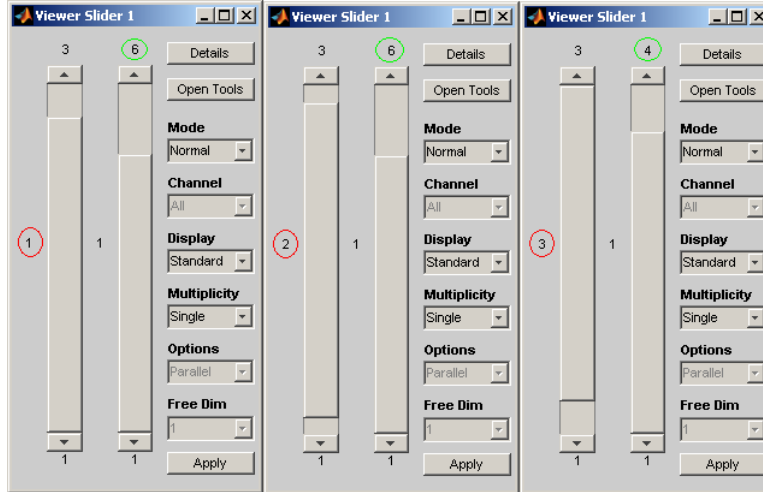 Viewer Slider 1
3 6 Details
Open Tools
Mode
Normal
Channel
All
Display
1 1 Standard
Multiplicity
Single
Options
Parallel
Free Dim
1
1 1 Apply
Viewer Slider 1
3 6 Details
Open Tools
Mode
Normal
Channel
All
Display
2 1 Standard
Multiplicity
Single
Options
Parallel
Free Dim
1
1 1 Apply
Viewer Slider 1
3 4 Details
Open Tools
Mode
Normal
Channel
All
Display
3 1 Standard
Multiplicity
Single
Options
Parallel
Free Dim
1
1 1 Apply